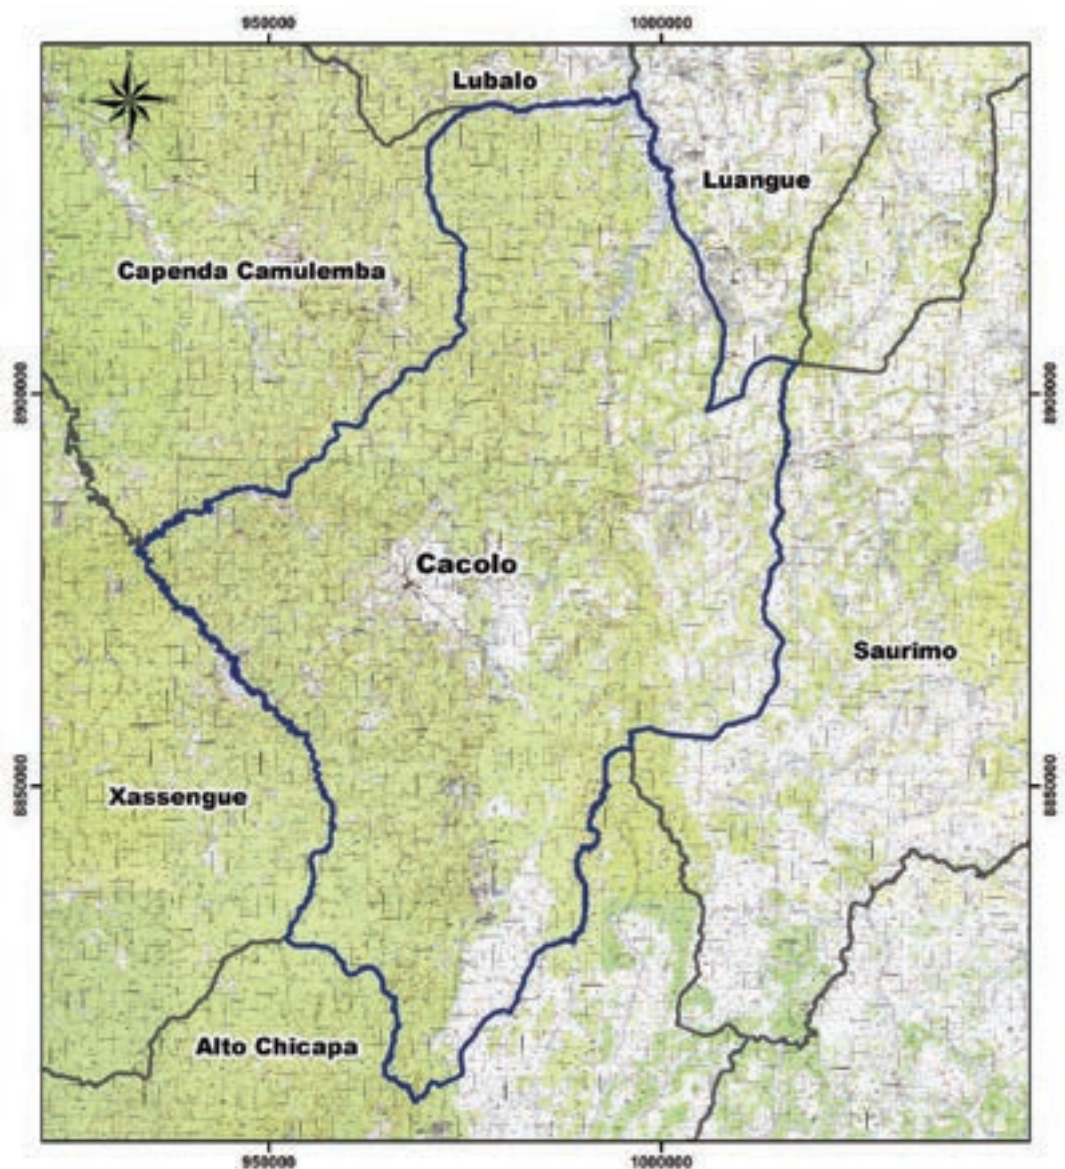 950000
1000000
Lubalo
Luangue
Capenda Camulemba
8900000
8900000
Cacolo
Saurimo
8850000
8850000
Xassengue
Alto Chicapa
950000
1000000